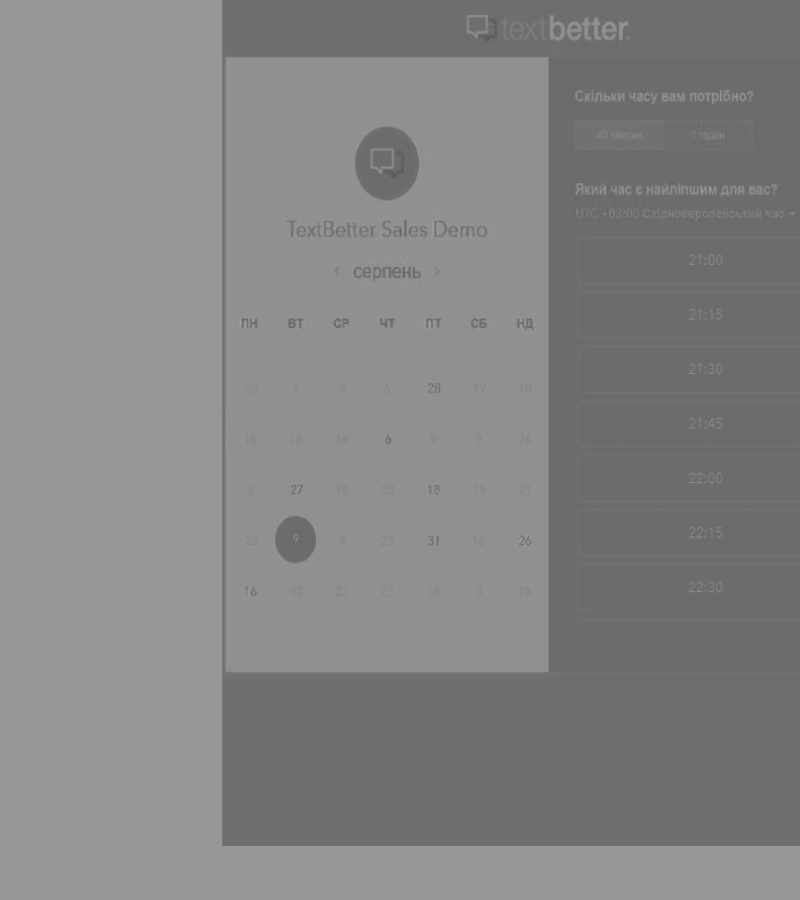 textbetter.
TextBetter Sales Demo
‹ серпень ›
ПН ВТ СР ЧТ ПТ СБ НД
26 1 9 6 28 19 10
16 16 16 6 9 9 26
5 27 10 28 18 18 21
22 9 9 23 31 16 26
16 12 23 23 18 3 18
Скільки часу вам потрібно?
40 хвилин 1 годин
Який час є найліпшим для вас?
UTC +03:00 Східноєвропейський час
21:00
21:15
21:30
21:45
22:00
22:15
22:30